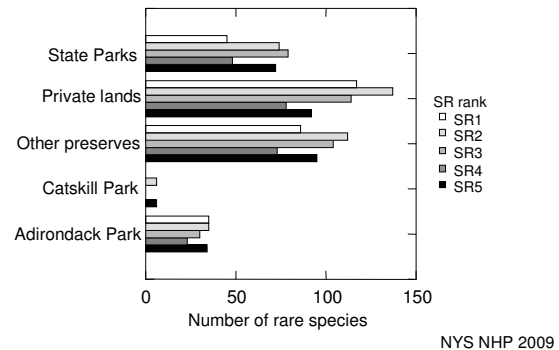 State Parks
Private lands
Other preserves
Catskill Park
Adirondack Park
0 50 100 150
Number of rare species
SR rank
SR1
SR2
SR3
SR4
SR5
NYS NHP 2009